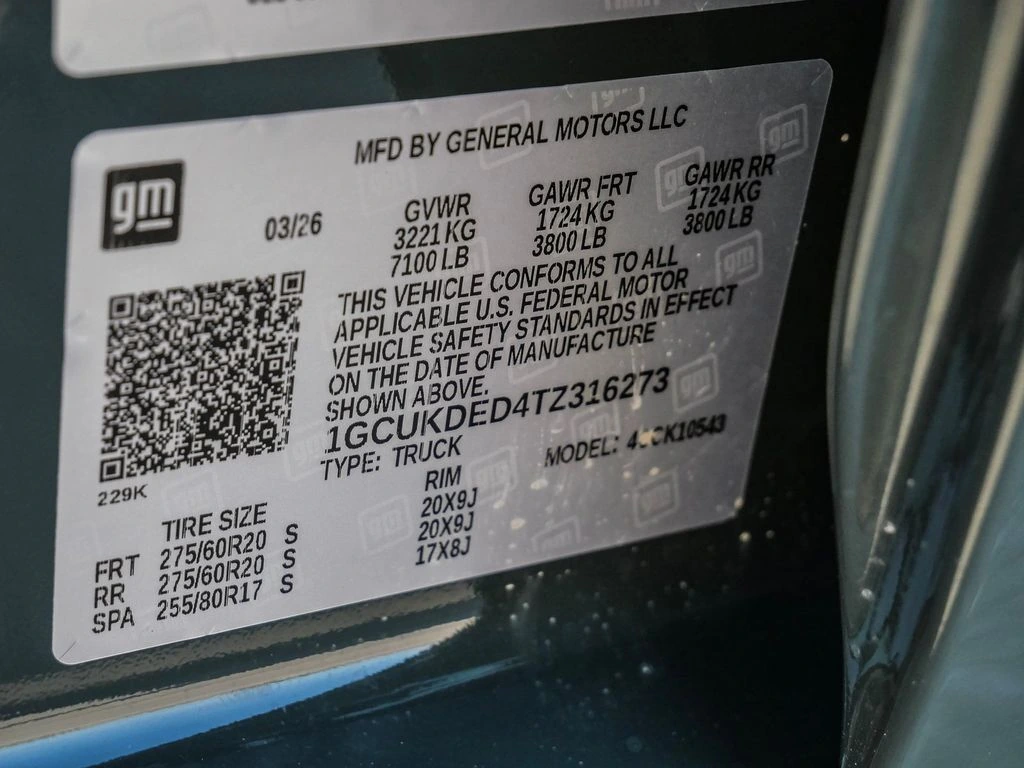 gm
MFD BY GENERAL MOTORS LLC
03/26
GVWR
3221 KG
7100 LB
GAWR FRT
1724 KG
3800 LB
GAWR RR
1724 KG
3800 LB
THIS VEHICLE CONFORMS TO ALL
APPLICABLE U.S. FEDERAL MOTOR
VEHICLE SAFETY STANDARDS IN EFFECT
ON THE DATE OF MANUFACTURE
SHOWN ABOVE.
1GCUKDED4TZ316273
TYPE: TRUCK
MODEL:
229K
TIRE SIZE
RIM
FRT 275/60R20 S 20X9J
RR 275/60R20 S 20X9J
SPA 255/80R17 S 17X8J